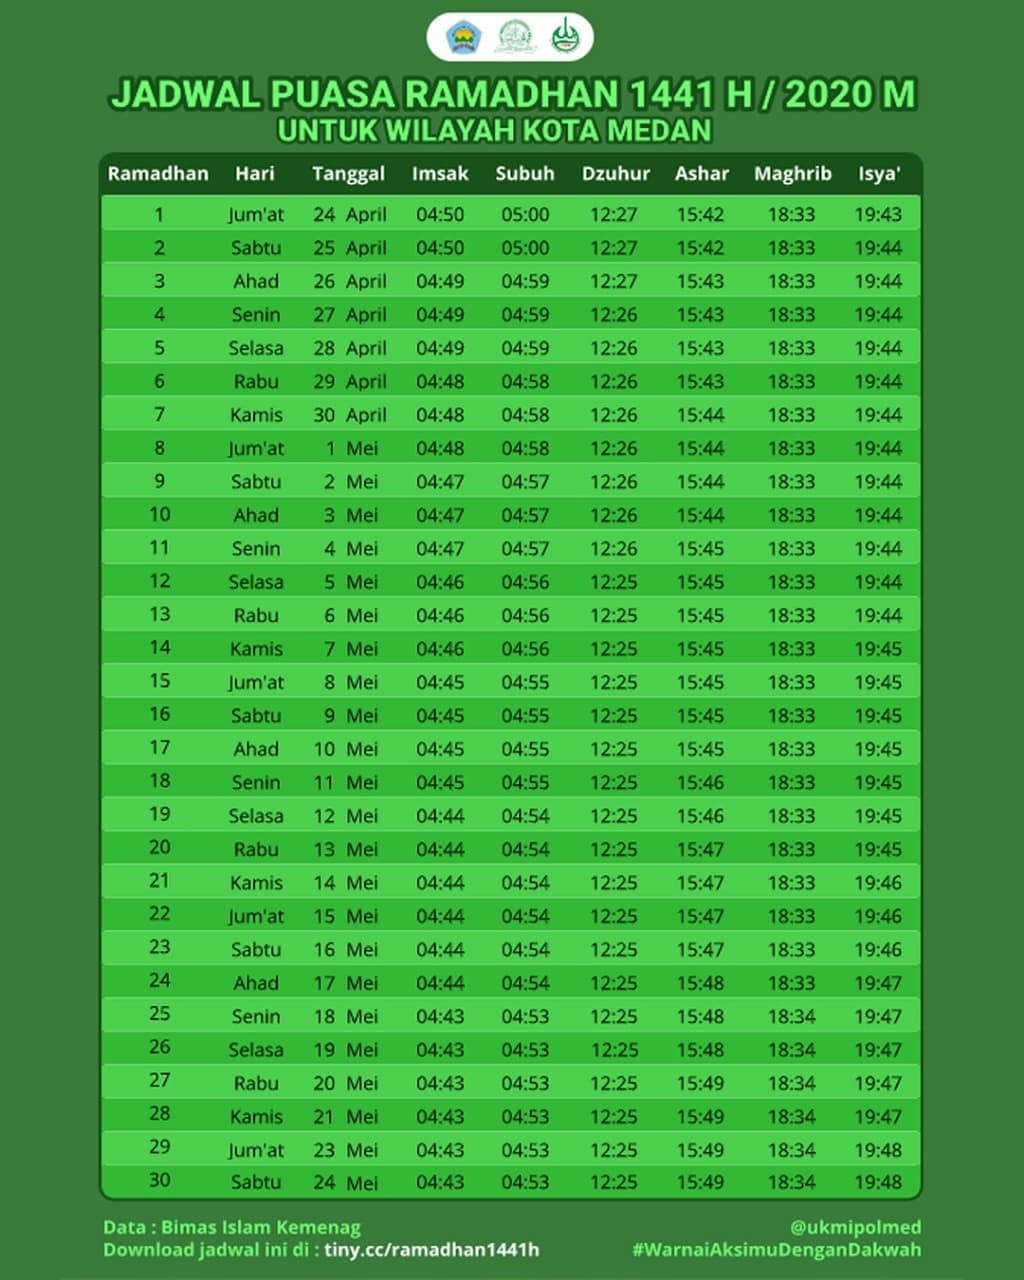 JADWAL PUASA RAMADHAN 1441 H / 2020 M
UNTUK WILAYAH KOTA MEDAN
Ramadhan Hari Tanggal Imsak Subuh Dzuhur Ashar Maghrib Isya'
1 Jum'at 24 April 04:50 05:00 12:27 15:42 18:33 19:43
2 Sabtu 25 April 04:50 05:00 12:27 15:42 18:33 19:44
3 Ahad 26 April 04:49 04:59 12:27 15:43 18:33 19:44
4 Senin 27 April 04:49 04:59 12:26 15:43 18:33 19:44
5 Selasa 28 April 04:49 04:59 12:26 15:43 18:33 19:44
6 Rabu 29 April 04:48 04:58 12:26 15:43 18:33 19:44
7 Kamis 30 April 04:48 04:58 12:26 15:44 18:33 19:44
8 Jum'at 1 Mei 04:48 04:58 12:26 15:44 18:33 19:44
9 Sabtu 2 Mei 04:47 04:57 12:26 15:44 18:33 19:44
10 Ahad 3 Mei 04:47 04:57 12:26 15:44 18:33 19:44
11 Senin 4 Mei 04:47 04:57 12:26 15:45 18:33 19:44
12 Selasa 5 Mei 04:46 04:56 12:25 15:45 18:33 19:44
13 Rabu 6 Mei 04:46 04:56 12:25 15:45 18:33 19:44
14 Kamis 7 Mei 04:46 04:56 12:25 15:45 18:33 19:45
15 Jum'at 8 Mei 04:45 04:55 12:25 15:45 18:33 19:45
16 Sabtu 9 Mei 04:45 04:55 12:25 15:45 18:33 19:45
17 Ahad 10 Mei 04:45 04:55 12:25 15:45 18:33 19:45
18 Senin 11 Mei 04:45 04:55 12:25 15:46 18:33 19:45
19 Selasa 12 Mei 04:44 04:54 12:25 15:46 18:33 19:45
20 Rabu 13 Mei 04:44 04:54 12:25 15:47 18:33 19:45
21 Kamis 14 Mei 04:44 04:54 12:25 15:47 18:33 19:46
22 Jum'at 15 Mei 04:44 04:54 12:25 15:47 18:33 19:46
23 Sabtu 16 Mei 04:44 04:54 12:25 15:47 18:33 19:46
24 Ahad 17 Mei 04:44 04:54 12:25 15:48 18:33 19:47
25 Senin 18 Mei 04:43 04:53 12:25 15:48 18:34 19:47
26 Selasa 19 Mei 04:43 04:53 12:25 15:48 18:34 19:47
27 Rabu 20 Mei 04:43 04:53 12:25 15:49 18:34 19:47
28 Kamis 21 Mei 04:43 04:53 12:25 15:49 18:34 19:47
29 Jum'at 23 Mei 04:43 04:53 12:25 15:49 18:34 19:48
30 Sabtu 24 Mei 04:43 04:53 12:25 15:49 18:34 19:48
Data : Bimas Islam Kemenag @ukmipolmed
Download jadwal ini di : tiny.cc/ramadhan1441h #WarnaiAksimuDenganDakwah